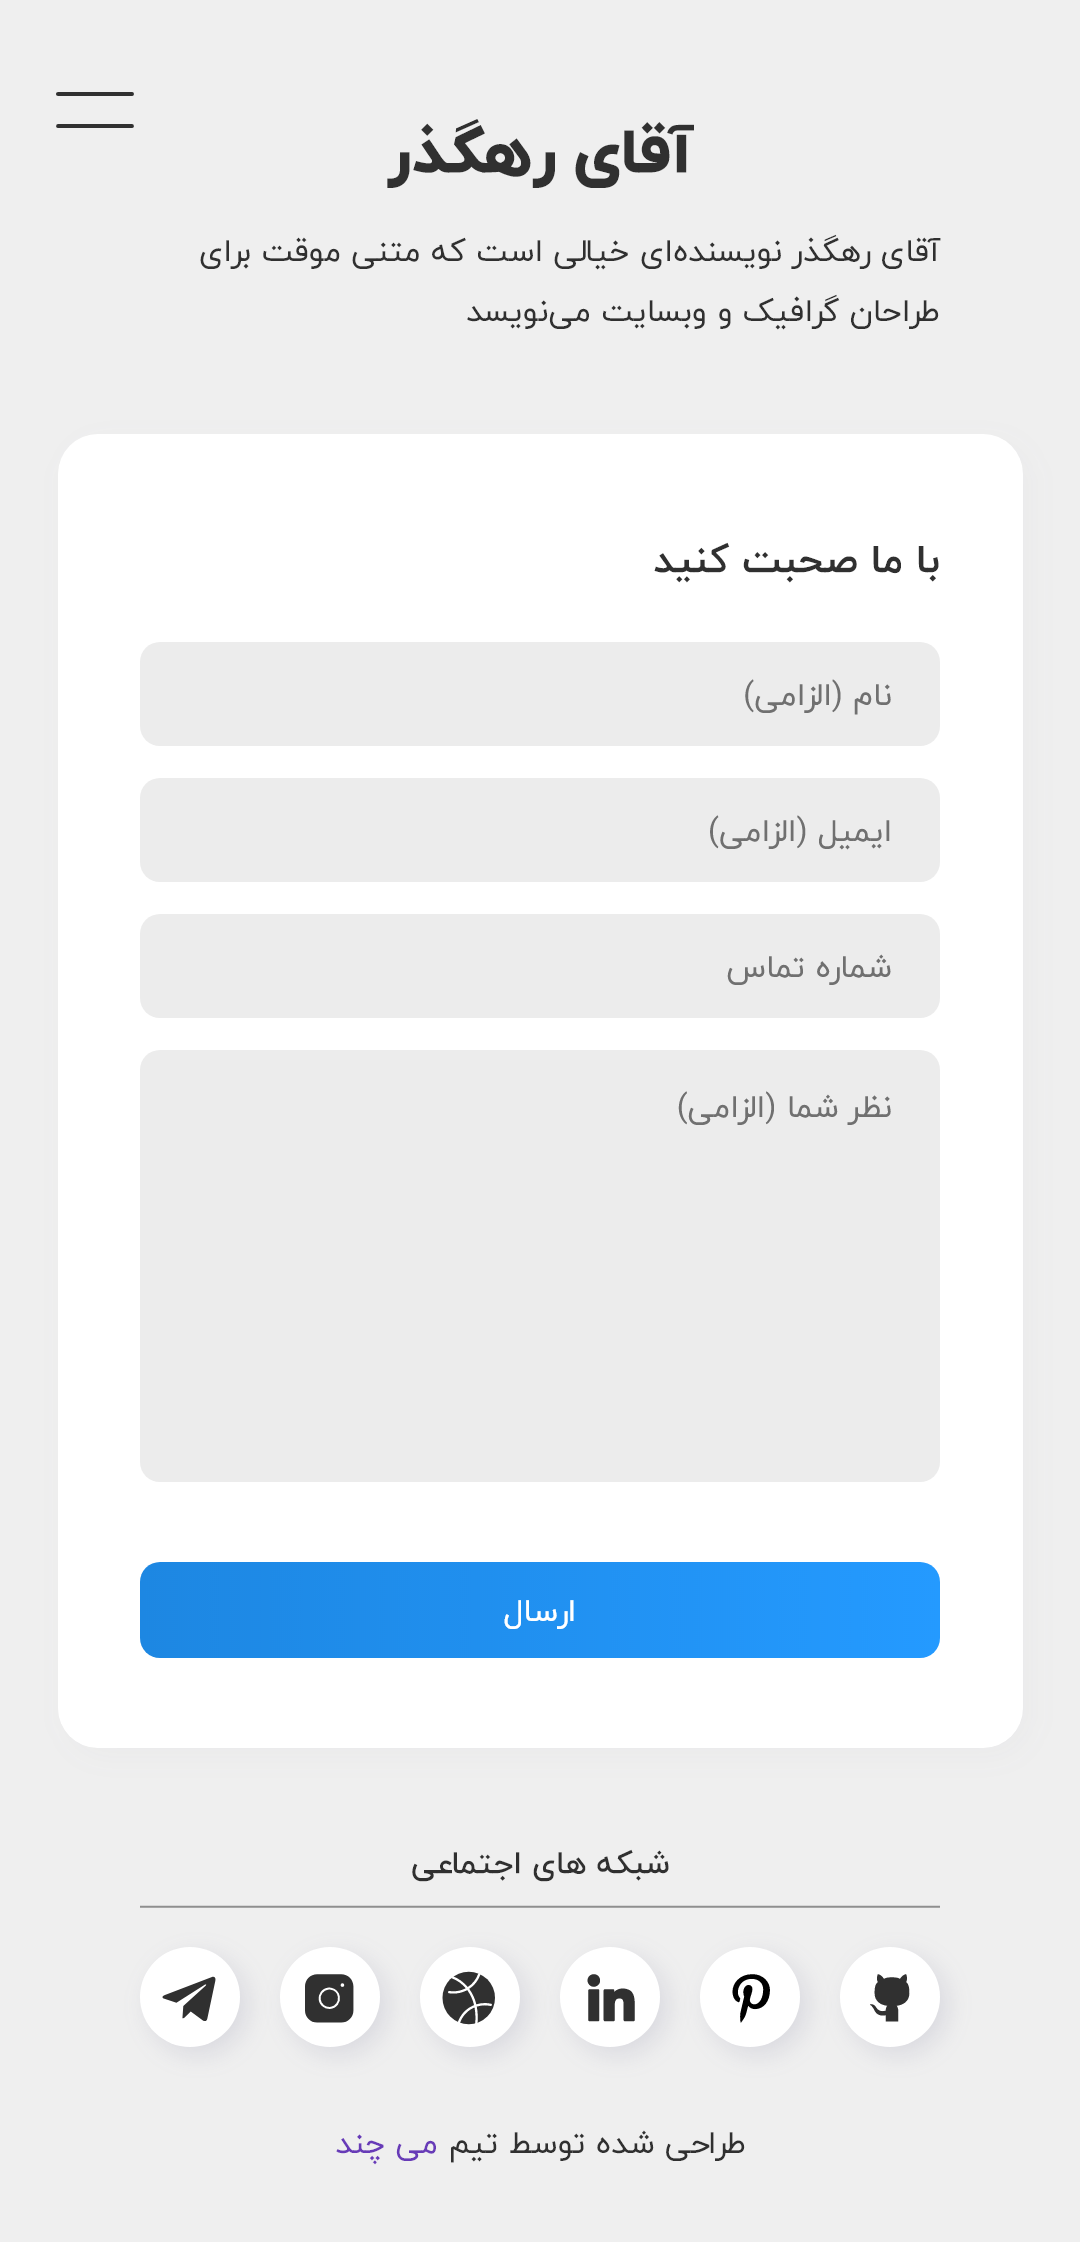 آقای رهگذر
آقای رهگذر نویسنده‌ای خیالی است که متنی موقت برای
طراحان گرافیک و وبسایت می‌نویسد
با ما صحبت کنید
نام (الزامی)
ایمیل (الزامی)
شماره تماس
نظر شما (الزامی)
ارسال
شبکه های اجتماعی
طراحی شده توسط تیم می چند